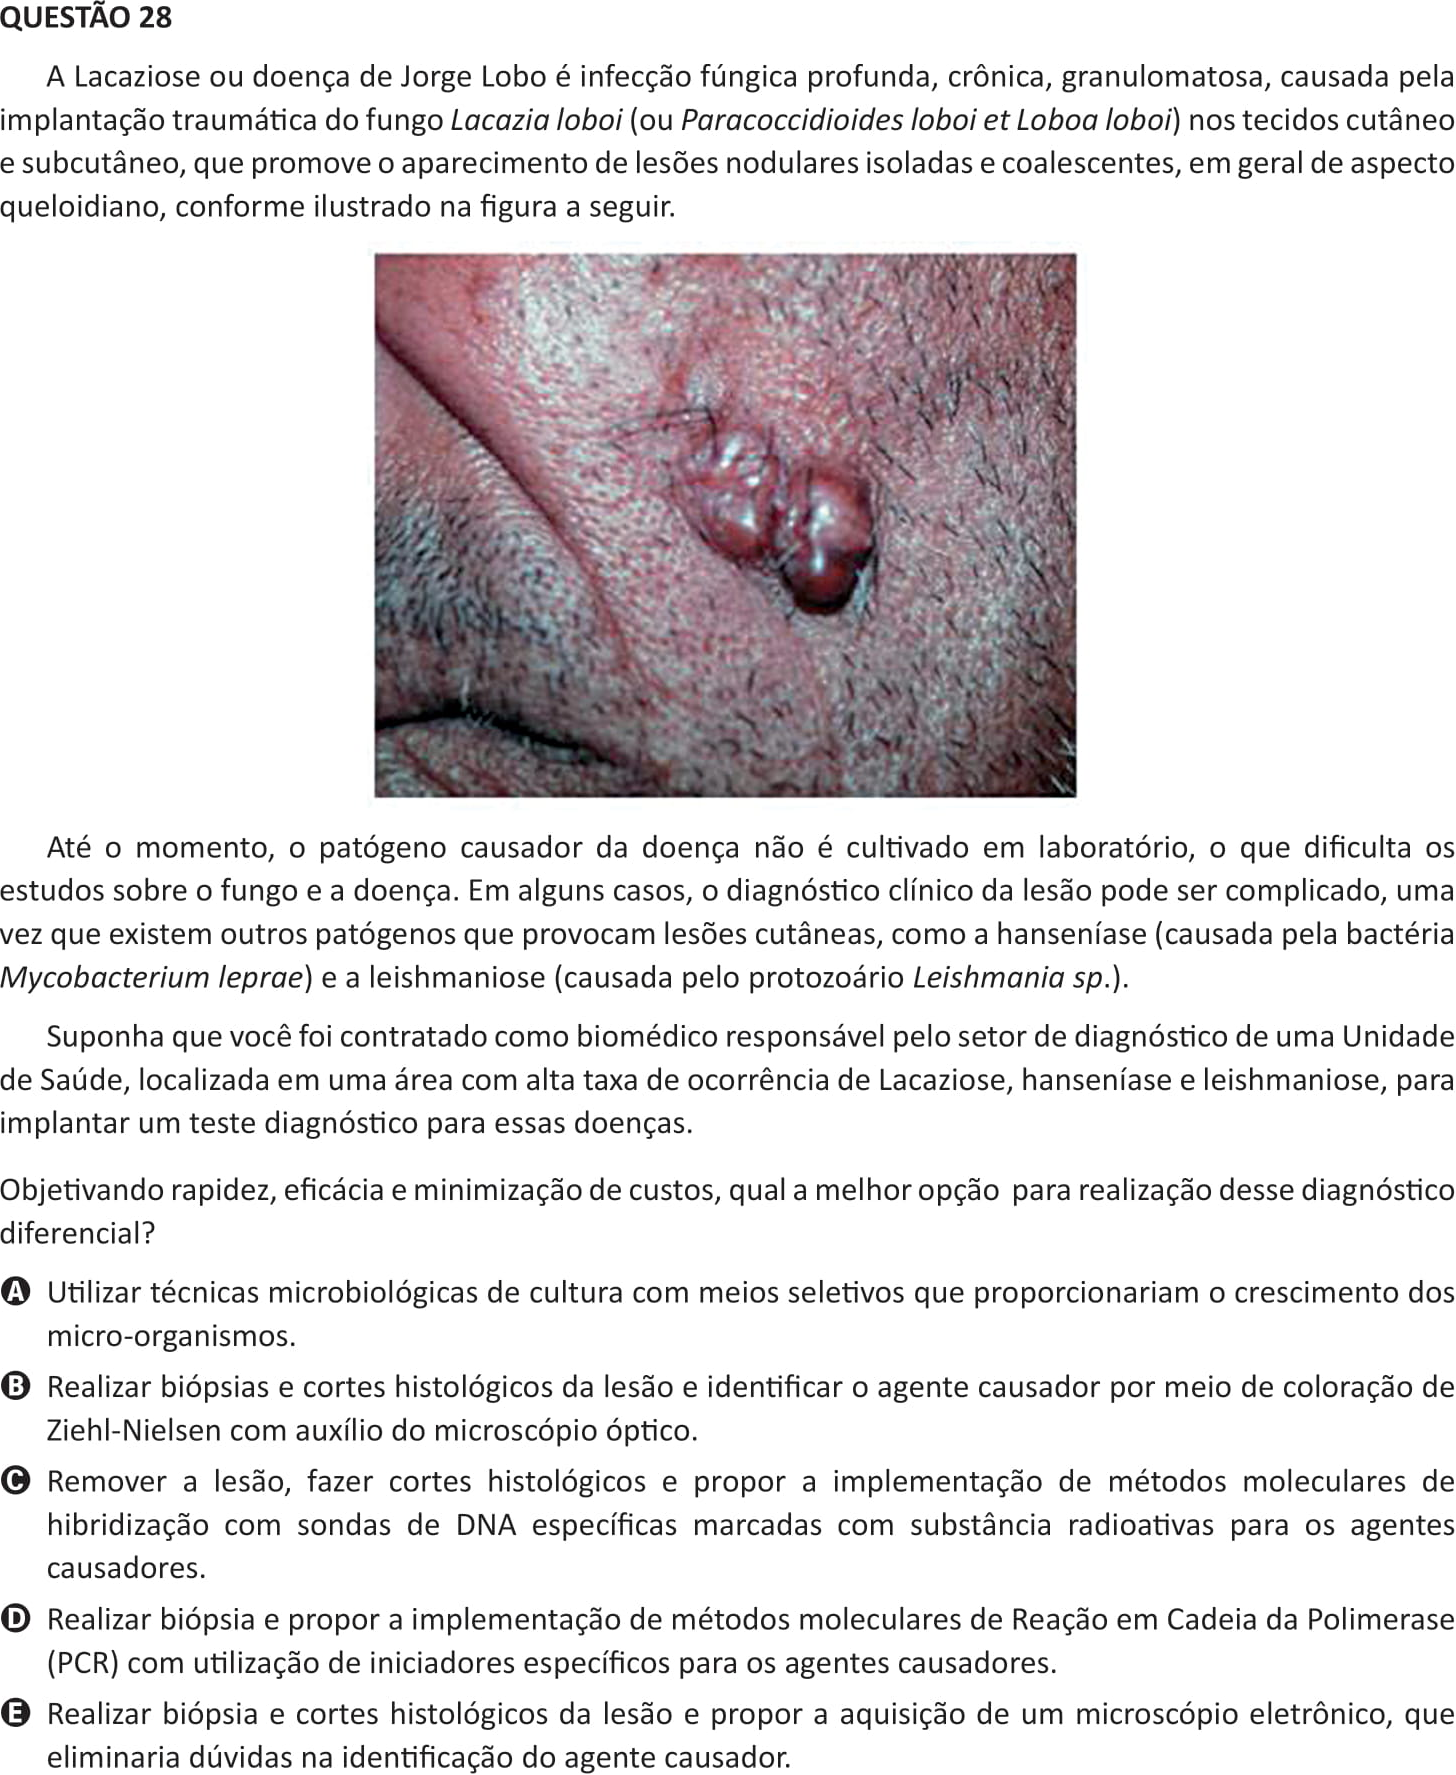 QUESTÃO 28
A Lacaziose ou doença de Jorge Lobo é infecção fúngica profunda, crônica, granulomatosa, causada pela
implantação traumática do fungo Lacazia loboi (ou Paracoccidioides loboi et Loboa loboi) nos tecidos cutâneo
e subcutâneo, que promove o aparecimento de lesões nodulares isoladas e coalescentes, em geral de aspecto
queloidiano, conforme ilustrado na figura a seguir.
Até o momento, o patógeno causador da doença não é cultivado em laboratório, o que dificulta os
estudos sobre o fungo e a doença. Em alguns casos, o diagnóstico clínico da lesão pode ser complicado, uma
vez que existem outros patógenos que provocam lesões cutâneas, como a hanseníase (causada pela bactéria
Mycobacterium leprae) e a leishmaniose (causada pelo protozoário Leishmania sp.).
Suponha que você foi contratado como biomédico responsável pelo setor de diagnóstico de uma Unidade
de Saúde, localizada em uma área com alta taxa de ocorrência de Lacaziose, hanseníase e leishmaniose, para
implantar um teste diagnóstico para essas doenças.
Objetivando rapidez, eficácia e minimização de custos, qual a melhor opção para realização desse diagnóstico
diferencial?
A Utilizar técnicas microbiológicas de cultura com meios seletivos que proporcionariam o crescimento dos
micro-organismos.
B Realizar biópsias e cortes histológicos da lesão e identificar o agente causador por meio de coloração de
Ziehl-Nielsen com auxílio do microscópio óptico.
C Remover a lesão, fazer cortes histológicos e propor a implementação de métodos moleculares de
hibridização com sondas de DNA específicas marcadas com substância radioativas para os agentes
causadores.
D Realizar biópsia e propor a implementação de métodos moleculares de Reação em Cadeia da Polimerase
(PCR) com utilização de iniciadores específicos para os agentes causadores.
E Realizar biópsia e cortes histológicos da lesão e propor a aquisição de um microscópio eletrônico, que
eliminaria dúvidas na identificação do agente causador.